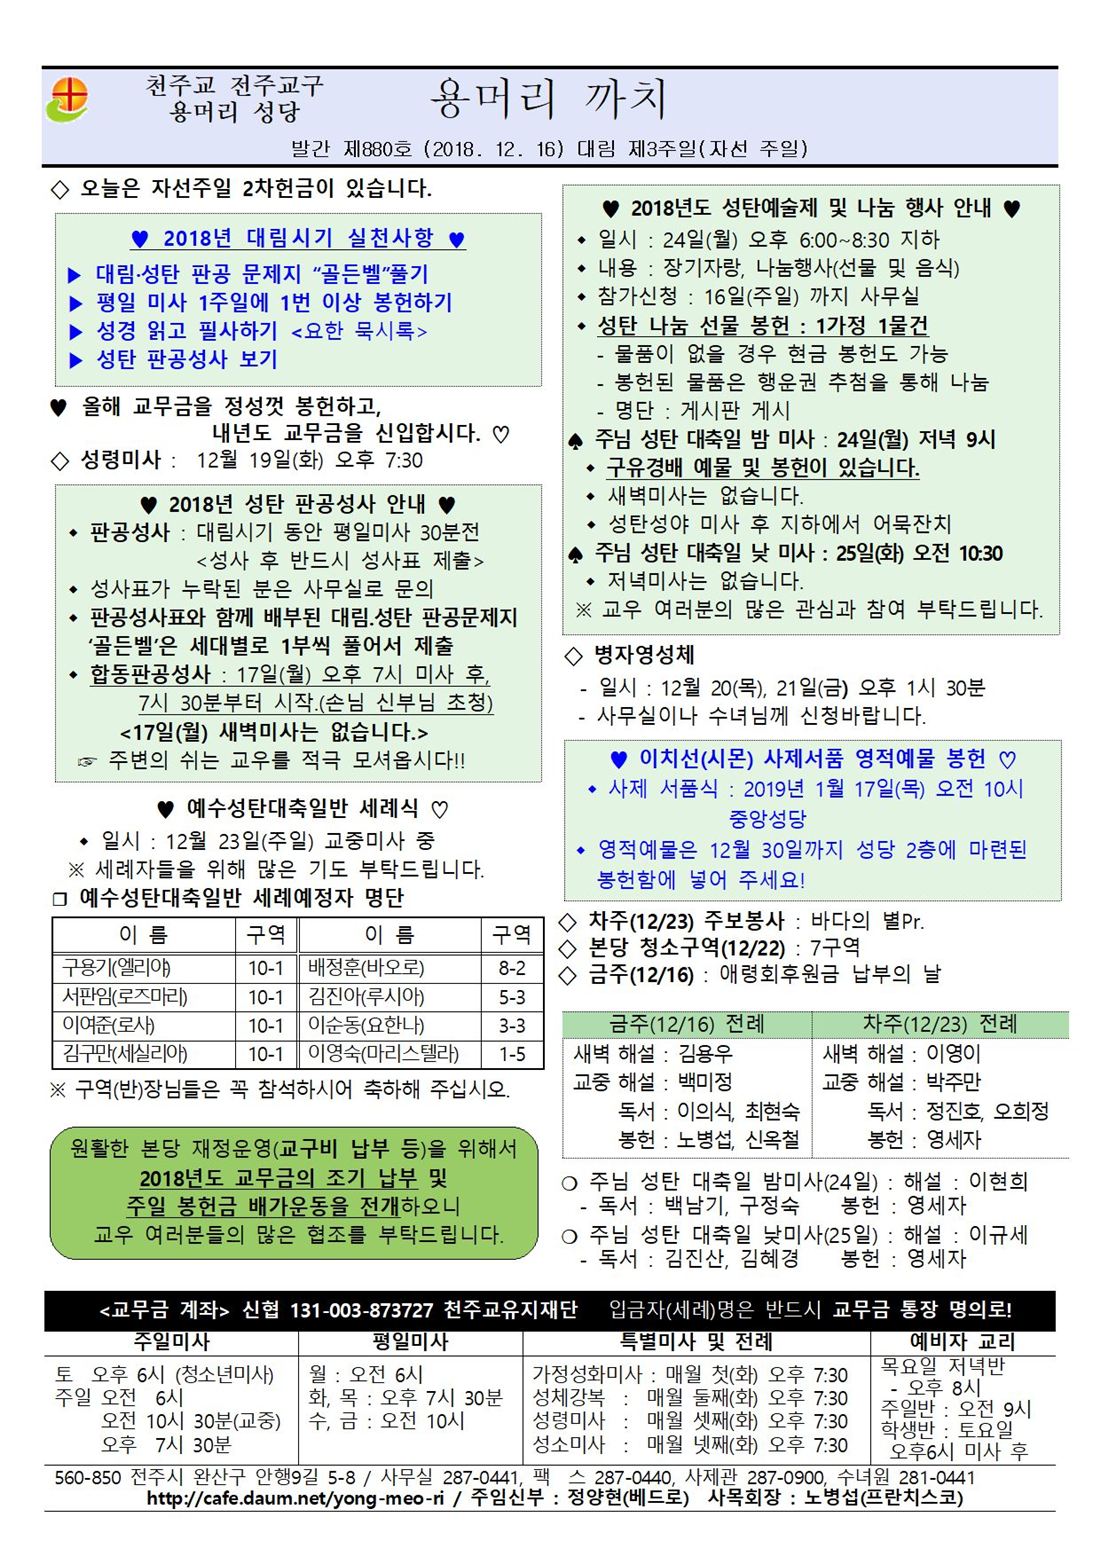 천주교 전주교구
용머리 성당
용머리 까치
발간 제880호 (2018. 12. 16) 대림 제3주일(자선 주일)
◇ 오늘은 자선주일 2차헌금이 있습니다.
♥ 2018년 대림시기 실천사항 ♥
▶ 대림·성탄 판공 문제지 “골든벨”풀기
▶ 평일 미사 1주일에 1번 이상 봉헌하기
▶ 성경 읽고 필사하기 <요한 묵시록>
▶ 성탄 판공성사 보기
♥ 올해 교무금을 정성껏 봉헌하고,
내년도 교무금을 신입합시다. ♡
◇ 성령미사 : 12월 19일(화) 오후 7:30
♥ 2018년 성탄 판공성사 안내 ♥
◆ 판공성사 : 대림시기 동안 평일미사 30분전
<성사 후 반드시 성사표 제출>
◆ 성사표가 누락된 분은 사무실로 문의
◆ 판공성사표와 함께 배부된 대림.성탄 판공문제지
‘골든벨’은 세대별로 1부씩 풀어서 제출
◆ 합동판공성사 : 17일(월) 오후 7시 미사 후,
7시 30분부터 시작.(손님 신부님 초청)
<17일(월) 새벽미사는 없습니다.>
☞ 주변의 쉬는 교우를 적극 모셔옵시다!!
♥ 예수성탄대축일반 세례식 ♡
◆ 일시 : 12월 23일(주일) 교중미사 중
※ 세례자들을 위해 많은 기도 부탁드립니다.
❒ 예수성탄대축일반 세례예정자 명단
이 름 구역 이 름 구역
구용기(엘리야) 10-1 배정훈(바오로) 8-2
서판임(로즈마리) 10-1 김진아(루시아) 5-3
이여준(로사) 10-1 이순동(요한나) 3-3
김구만(세실리아) 10-1 이영숙(마리스텔라) 1-5
※ 구역(반)장님들은 꼭 참석하시어 축하해 주십시오.
원활한 본당 재정운영(교구비 납부 등)을 위해서
2018년도 교무금의 조기 납부 및
주일 봉헌금 배가운동을 전개하오니
교우 여러분들의 많은 협조를 부탁드립니다.
♥ 2018년도 성탄예술제 및 나눔 행사 안내 ♥
◆ 일시 : 24일(월) 오후 6:00~8:30 지하
◆ 내용 : 장기자랑, 나눔행사(선물 및 음식)
◆ 참가신청 : 16일(주일) 까지 사무실
◆ 성탄 나눔 선물 봉헌 : 1가정 1물건
- 물품이 없을 경우 현금 봉헌도 가능
- 봉헌된 물품은 행운권 추첨을 통해 나눔
- 명단 : 게시판 게시
♠ 주님 성탄 대축일 밤 미사 : 24일(월) 저녁 9시
◆ 구유경배 예물 및 봉헌이 있습니다.
◆ 새벽미사는 없습니다.
◆ 성탄성야 미사 후 지하에서 어묵잔치
♠ 주님 성탄 대축일 낮 미사 : 25일(화) 오전 10:30
◆ 저녁미사는 없습니다.
※ 교우 여러분의 많은 관심과 참여 부탁드립니다.
◇ 병자영성체
- 일시 : 12월 20(목), 21일(금) 오후 1시 30분
- 사무실이나 수녀님께 신청바랍니다.
♥ 이치선(시몬) 사제서품 영적예물 봉헌 ♡
◆ 사제 서품식 : 2019년 1월 17일(목) 오전 10시
중앙성당
◆ 영적예물은 12월 30일까지 성당 2층에 마련된
봉헌함에 넣어 주세요!
◇ 차주(12/23) 주보봉사 : 바다의 별Pr.
◇ 본당 청소구역(12/22) : 7구역
◇ 금주(12/16) : 애령회후원금 납부의 날
금주(12/16) 전례 차주(12/23) 전례
새벽 해설 : 김용우 새벽 해설 : 이영이
교중 해설 : 백미정 교중 해설 : 박주만
독서 : 이의식, 최현숙 독서 : 정진호, 오희정
봉헌 : 노병섭, 신옥철 봉헌 : 영세자
❍ 주님 성탄 대축일 밤미사(24일) : 해설 : 이현희
- 독서 : 백남기, 구정숙 봉헌 : 영세자
❍ 주님 성탄 대축일 낮미사(25일) : 해설 : 이규세
- 독서 : 김진산, 김혜경 봉헌 : 영세자
<교무금 계좌> 신협 131-003-873727 천주교유지재단 입금자(세례)명은 반드시 교무금 통장 명의로!
주일미사 평일미사 특별미사 및 전례 예비자 교리
토 오후 6시 (청소년미사)
주일 오전 6시
오전 10시 30분(교중)
오후 7시 30분
월 : 오전 6시
화, 목 : 오후 7시 30분
수, 금 : 오전 10시
가정성화미사 : 매월 첫(화) 오후 7:30
성체강복 : 매월 둘째(화) 오후 7:30
성령미사 : 매월 셋째(화) 오후 7:30
성소미사 : 매월 넷째(화) 오후 7:30
목요일 저녁반
- 오후 8시
주일반 : 오전 9시
학생반 : 토요일
오후6시 미사 후
560-850 전주시 완산구 안행9길 5-8 / 사무실 287-0441, 팩 스 287-0440, 사제관 287-0900, 수녀원 281-0441
http://cafe.daum.net/yong-meo-ri / 주임신부 : 정양현(베드로) 사목회장 : 노병섭(프란치스코)